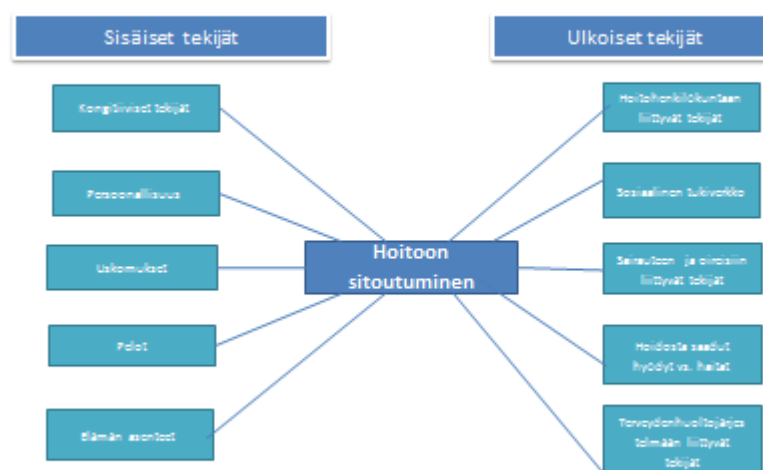 Sisäiset tekijät
Ulkoiset tekijät
Kongitiiviset tekijät
Persoonallisuus
Uskomukset
Pelot
Elämän asenteet
Hoitoon
sitoutuminen
Hoitohenkilökuntaan
liittyvät tekijät
Sosiaalinen tukiverkko
Sairauteen ja oireisiin
liittyvät tekijät
Hoidosta saadut
hyödyt vs. haitat
Terveydenhuoltojärjes
telmään liittyvät
tekijät